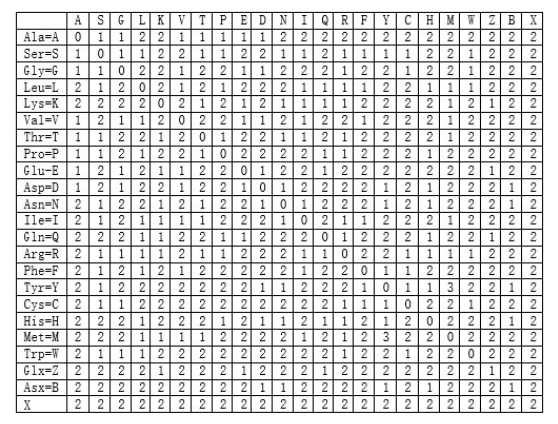 A S G L K V T P E D N I Q R F Y C H M W Z B X
Ala=A 0 1 1 2 2 1 1 1 1 1 2 2 2 2 2 2 2 2 2 2 2 2 2
Ser=S 1 0 1 1 2 2 1 1 2 2 1 1 2 1 1 1 1 2 2 1 2 2 2
Gly=G 1 1 0 2 2 1 2 2 1 1 2 2 2 1 2 2 1 2 2 1 2 2 2
Leu=L 2 1 2 0 2 1 2 1 2 2 2 1 1 1 1 2 2 1 1 1 2 2 2
Lys=K 2 2 2 2 0 2 1 2 1 2 1 1 1 1 2 2 2 2 1 2 1 2 2
Val=V 1 2 1 1 2 0 2 2 1 1 2 1 2 2 1 2 2 2 1 2 2 2 2
Thr=T 1 1 2 2 1 2 0 1 2 2 1 1 2 1 2 2 2 2 1 2 2 2 2
Pro=P 1 1 2 1 2 2 1 0 2 2 2 2 1 1 2 2 2 1 2 2 2 2 2
Glu-E 1 2 1 2 1 1 2 2 0 1 2 2 1 2 2 2 2 2 2 2 1 2 2
Asp=D 1 2 1 2 2 1 2 2 1 0 1 2 2 2 2 1 2 1 2 2 2 1 2
Asn=N 2 1 2 2 1 2 1 2 2 1 0 1 2 2 2 1 2 1 2 2 2 1 2
Ile=I 2 1 2 1 1 1 1 2 2 2 1 0 2 1 1 2 2 2 1 2 2 2 2
Gln=Q 2 2 2 1 1 2 2 1 1 2 2 2 0 1 2 2 2 1 2 2 1 2 2
Arg=R 2 1 1 1 1 2 1 1 2 2 2 1 1 0 2 2 1 1 1 1 2 2 2
Phe=F 2 1 2 1 2 1 2 2 2 2 2 1 2 2 0 1 1 2 2 2 2 2 2
Tyr=Y 2 1 2 2 2 2 2 2 2 1 1 2 2 2 1 0 1 1 3 2 2 1 2
Cys=C 2 1 1 2 2 2 2 2 2 2 2 2 2 1 1 1 0 2 2 1 2 2 2
His=H 2 2 2 1 2 2 2 1 2 1 1 2 1 1 2 1 2 0 2 2 2 1 2
Met=M 2 2 2 1 1 1 1 2 2 2 2 1 2 1 2 3 2 2 0 2 2 2 2
Trp=W 2 1 1 1 2 2 2 2 2 2 2 2 2 1 2 2 1 2 2 0 2 2 2
Glx=Z 2 2 2 2 1 2 2 2 1 2 2 2 1 2 2 2 2 2 2 2 1 2 2
Asx=B 2 2 2 2 2 2 2 2 2 1 1 2 2 2 2 1 2 1 2 2 2 1 2
X 2 2 2 2 2 2 2 2 2 2 2 2 2 2 2 2 2 2 2 2 2 2 2